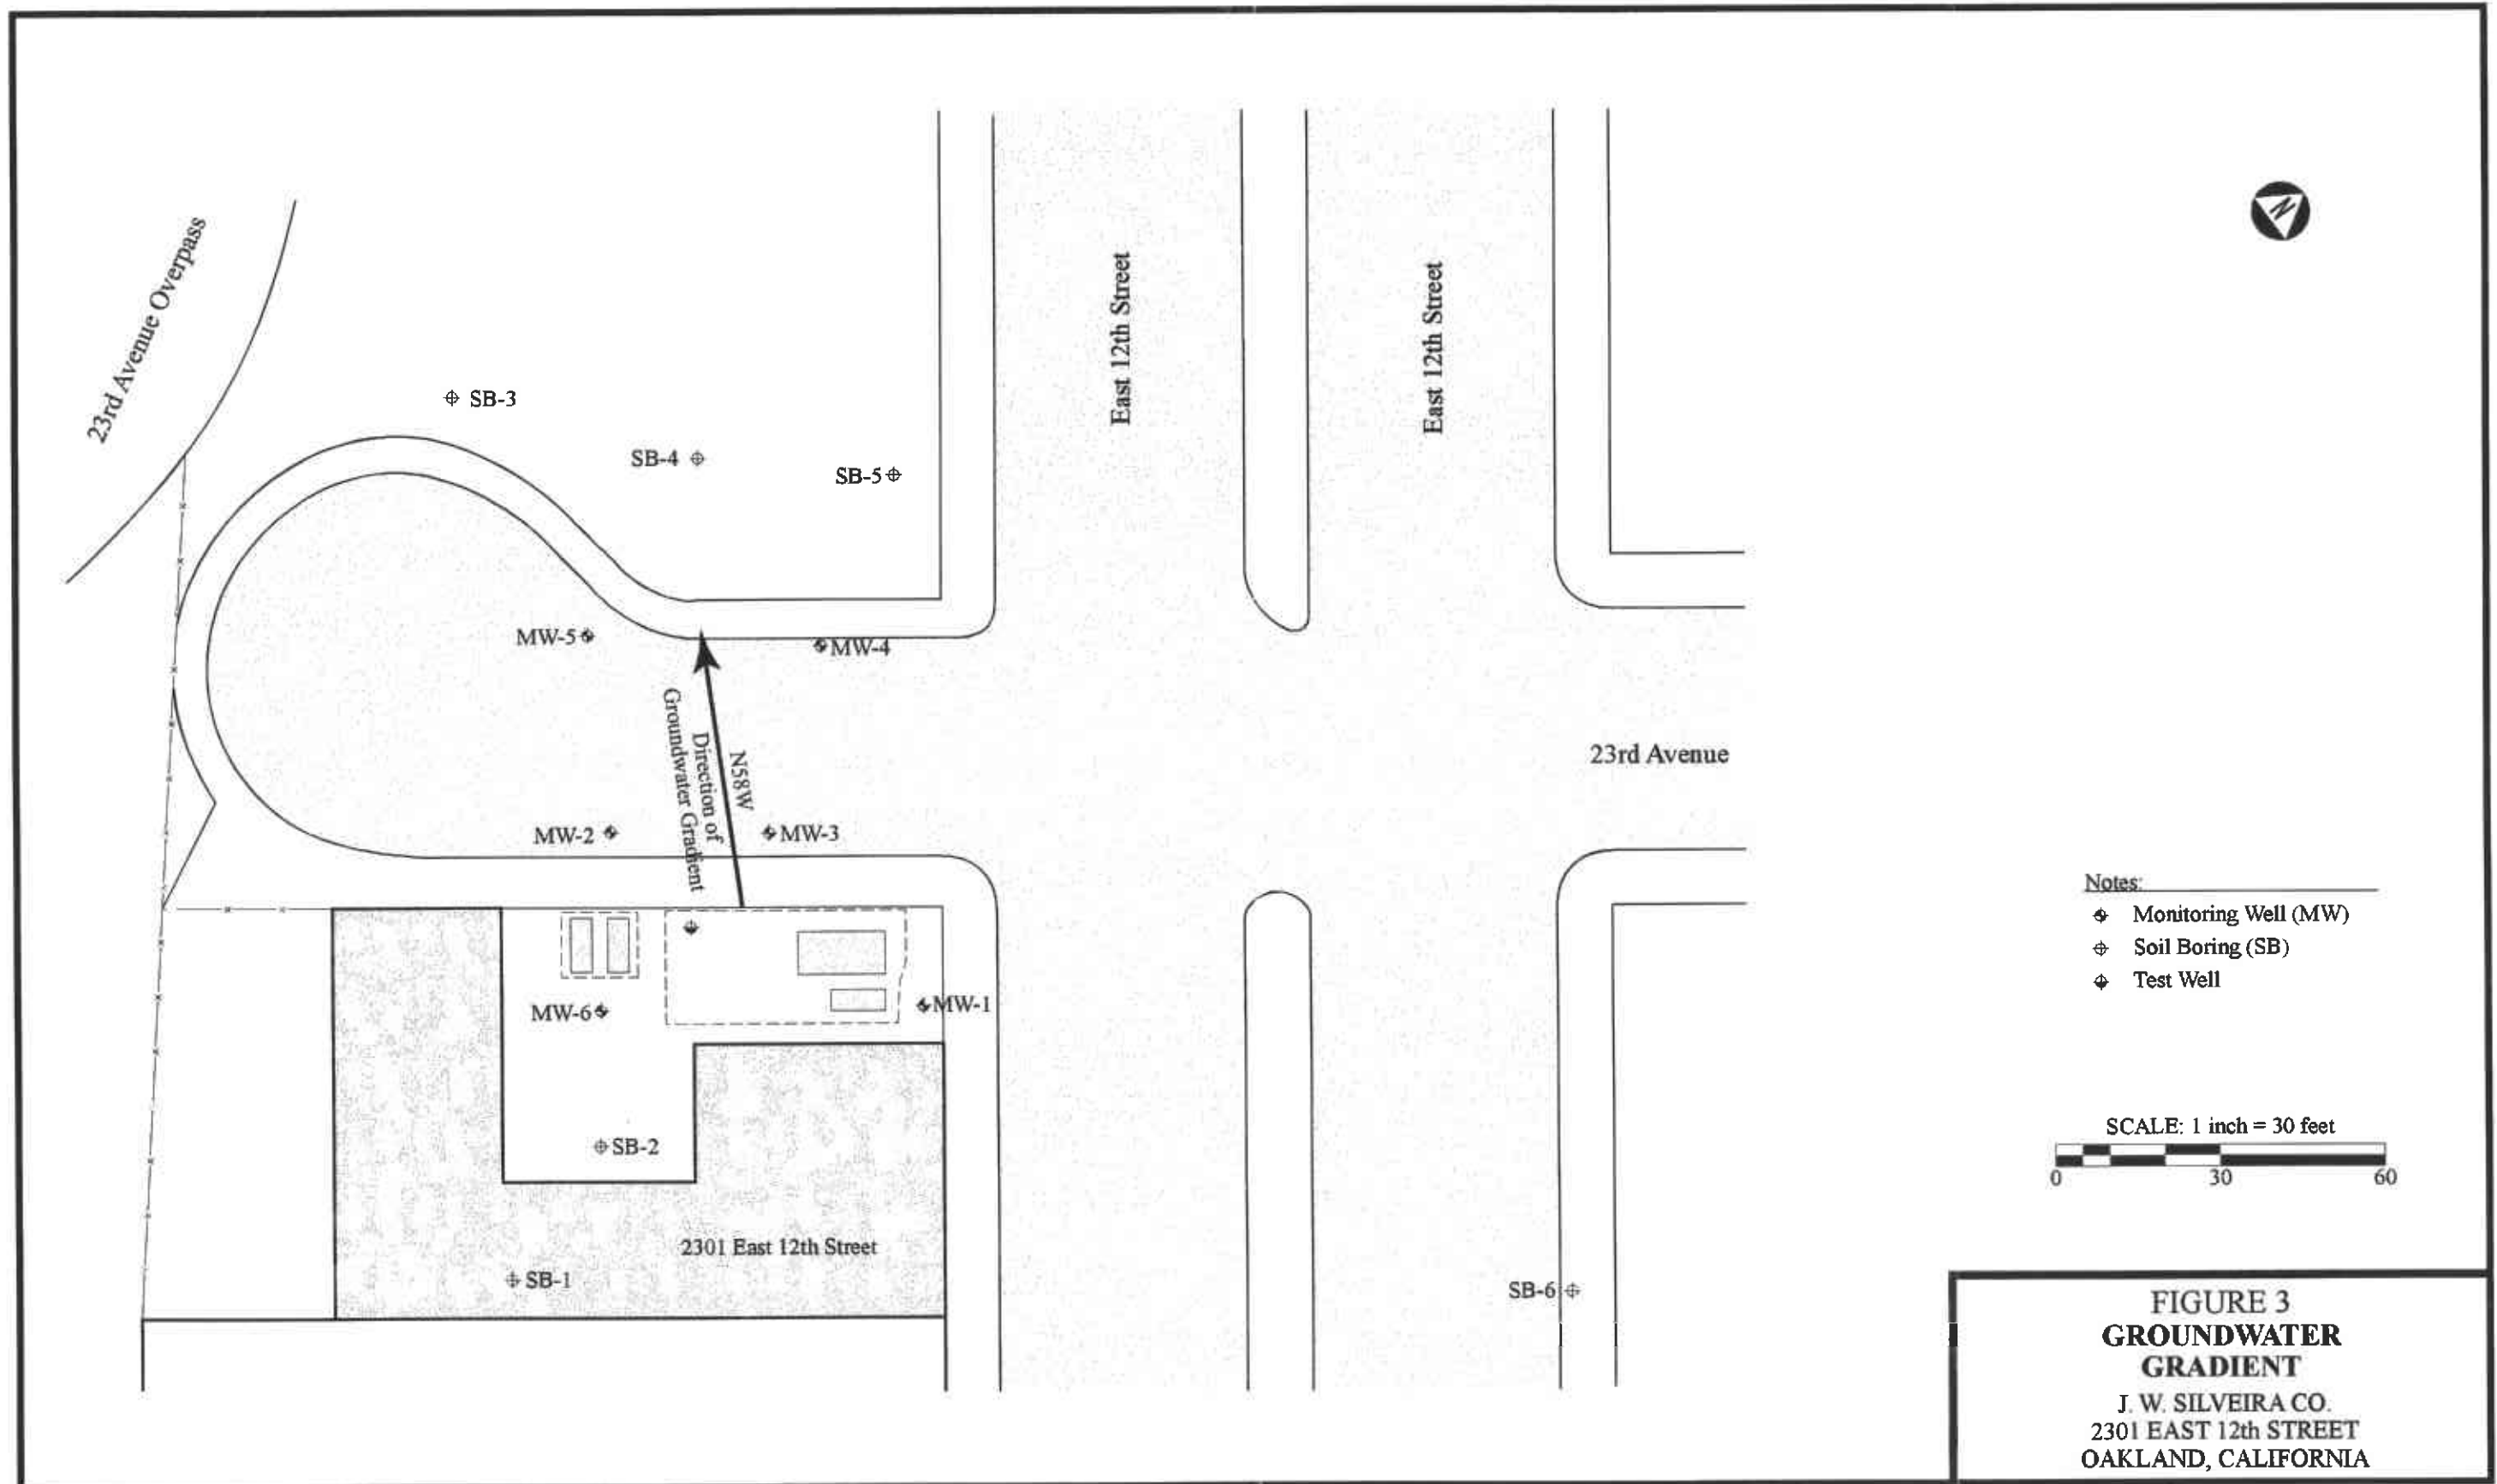 23rd Avenue Overpass
East 12th Street
East 12th Street
N
SB-3
SB-4
SB-5
MW-5
MW-4
N58W
Direction of
Groundwater Gradient
23rd Avenue
MW-2
MW-3
MW-6
MW-1
SB-2
2301 East 12th Street
SB-1
SB-6
Notes:
Monitoring Well (MW)
Soil Boring (SB)
Test Well
SCALE: 1 inch = 30 feet
0 30 60
FIGURE 3
GROUNDWATER
GRADIENT
J. W. SILVEIRA CO.
2301 EAST 12th STREET
OAKLAND, CALIFORNIA